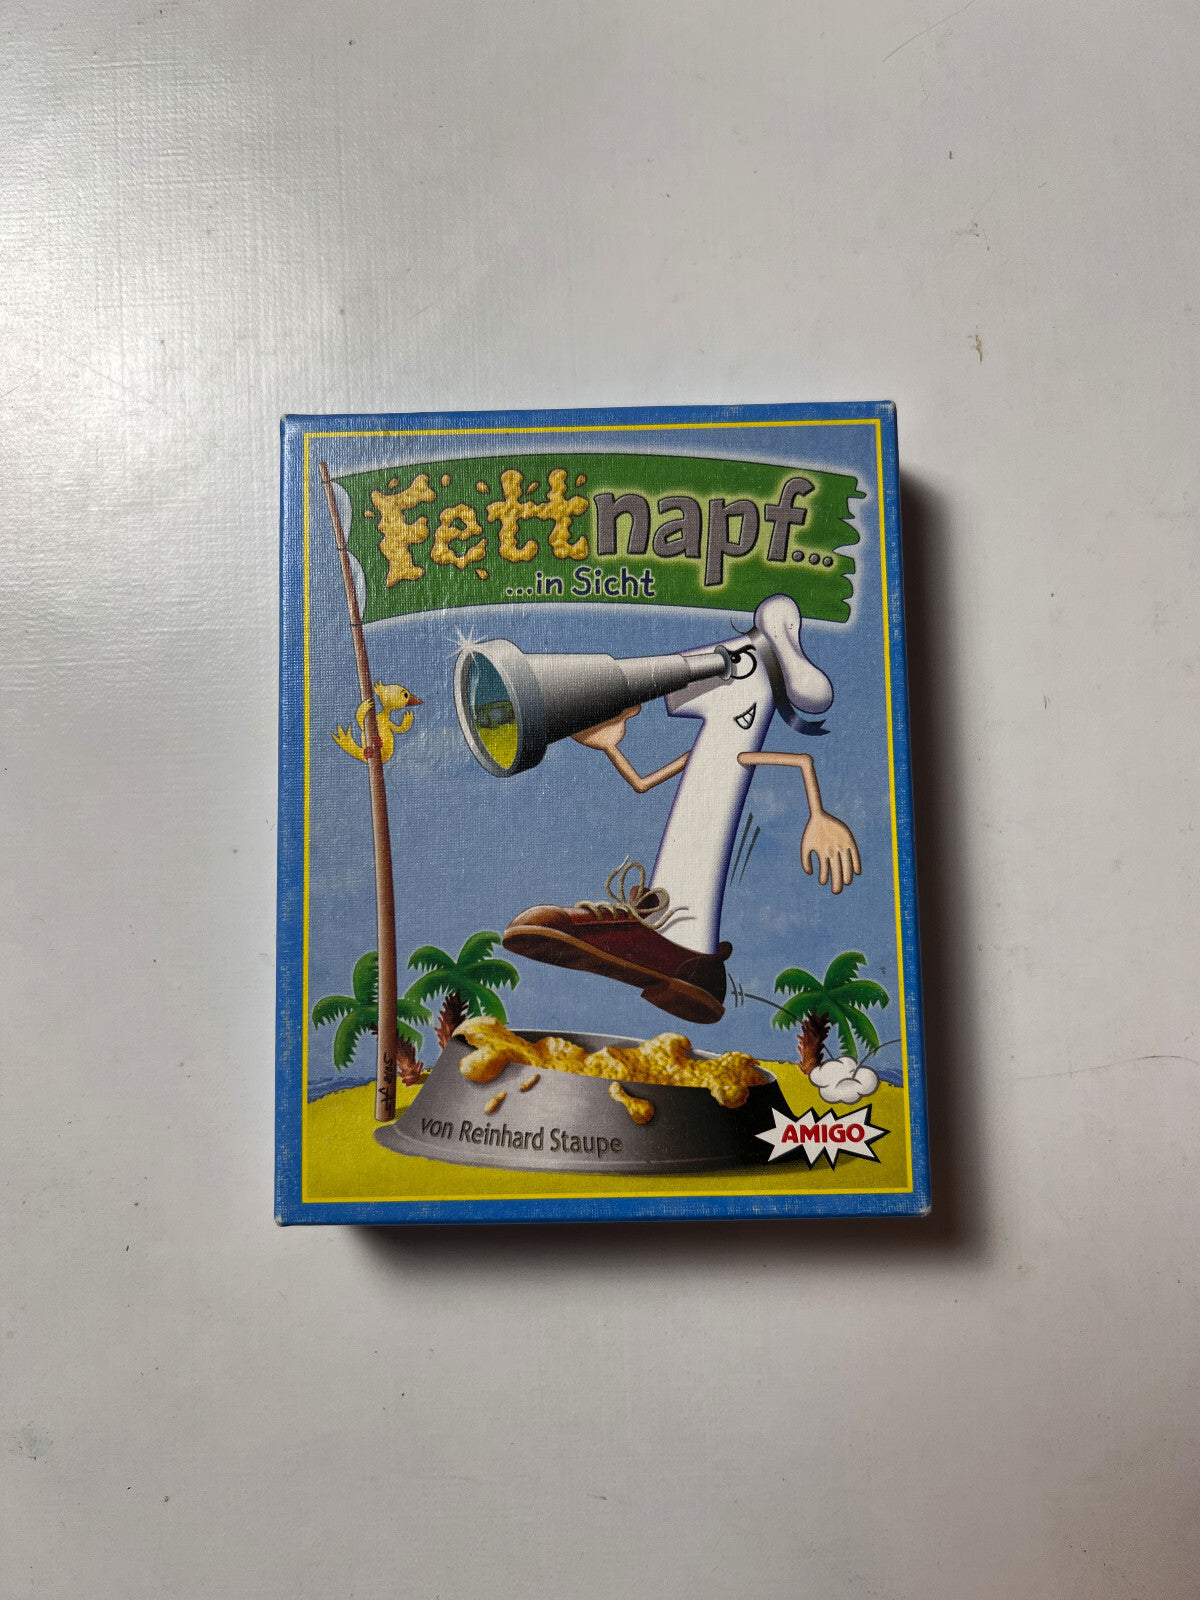 Fettnapf...
...in Sicht
von Reinhard Staupe
AMIGO